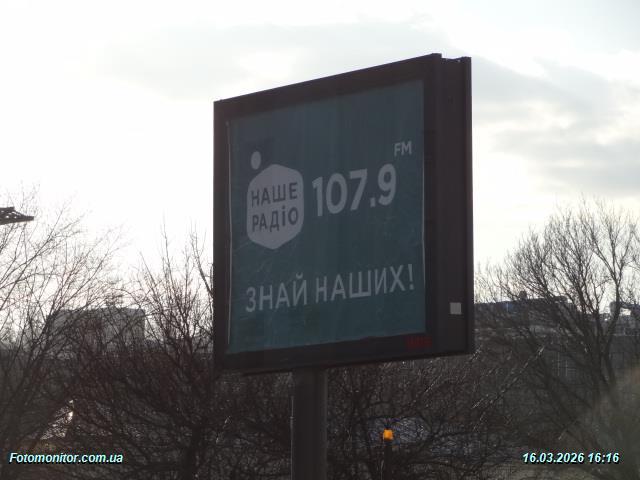 FM
НАШЕ
РАДІО
107.9
ЗНАЙ НАШИХ!
Fotomonitor.com.ua
16.03.2026 16:16